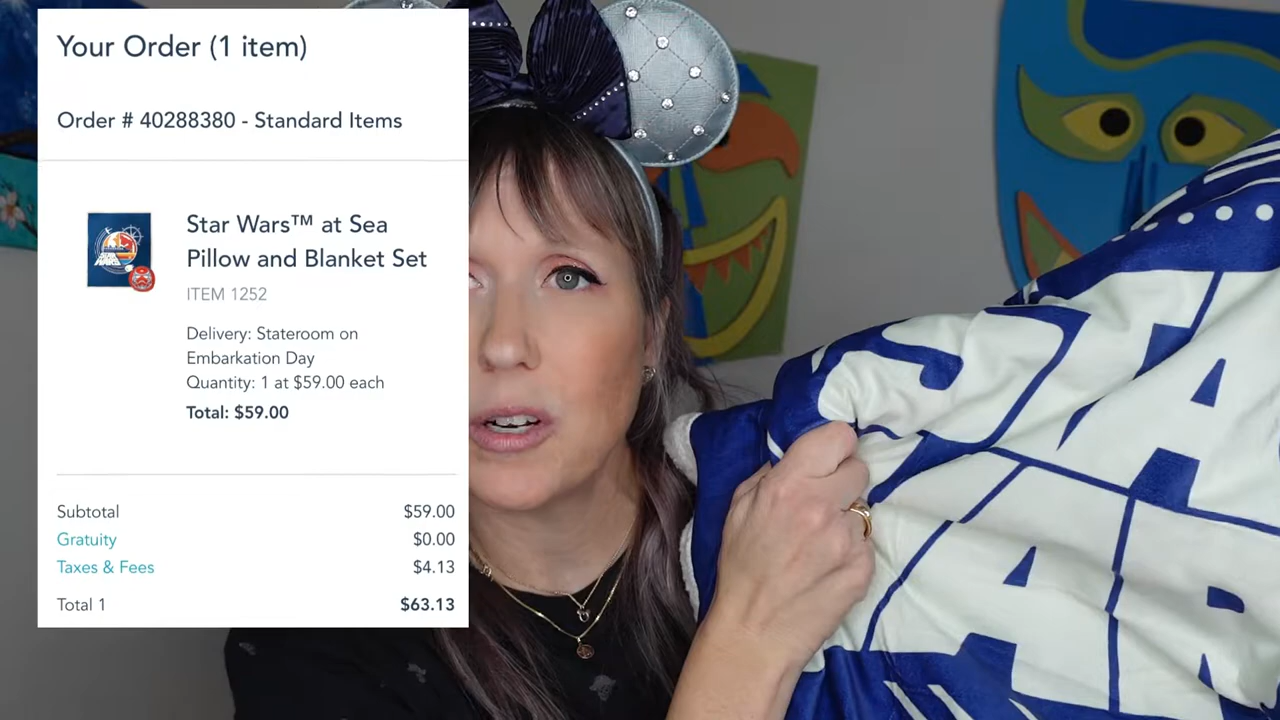 Your Order (1 item)
Order # 40288380 - Standard Items
Star Wars™ at Sea
Pillow and Blanket Set
ITEM 1252
Delivery: Stateroom on
Embarkation Day
Quantity: 1 at $59.00 each
Total: $59.00
Subtotal $59.00
Gratuity $0.00
Taxes & Fees $4.13
Total 1 $63.13
STA
AR